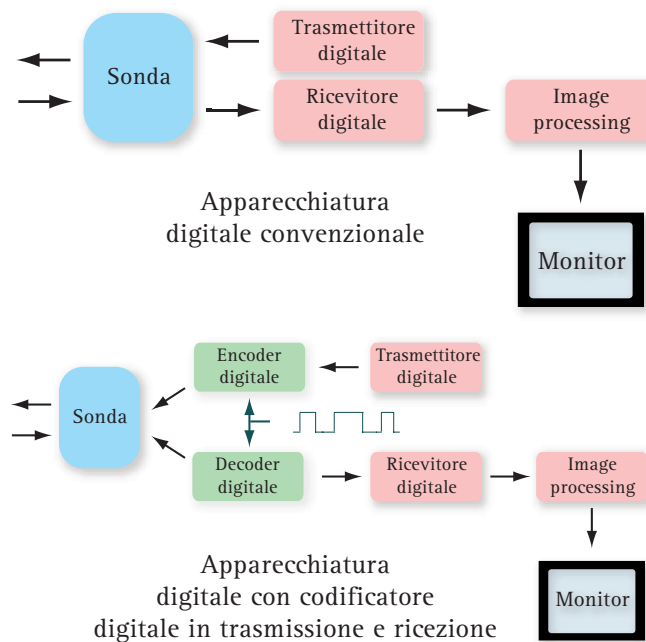 Trasmettitore
digitale
Sonda
Ricevitore
digitale
Image
processing
Apparecchiatura
digitale convenzionale
Monitor
Encoder
digitale
Trasmettitore
digitale
Sonda
Decoder
digitale
Ricevitore
digitale
Image
processing
Apparecchiatura
digitale con codificatore
digitale in trasmissione e ricezione
Monitor